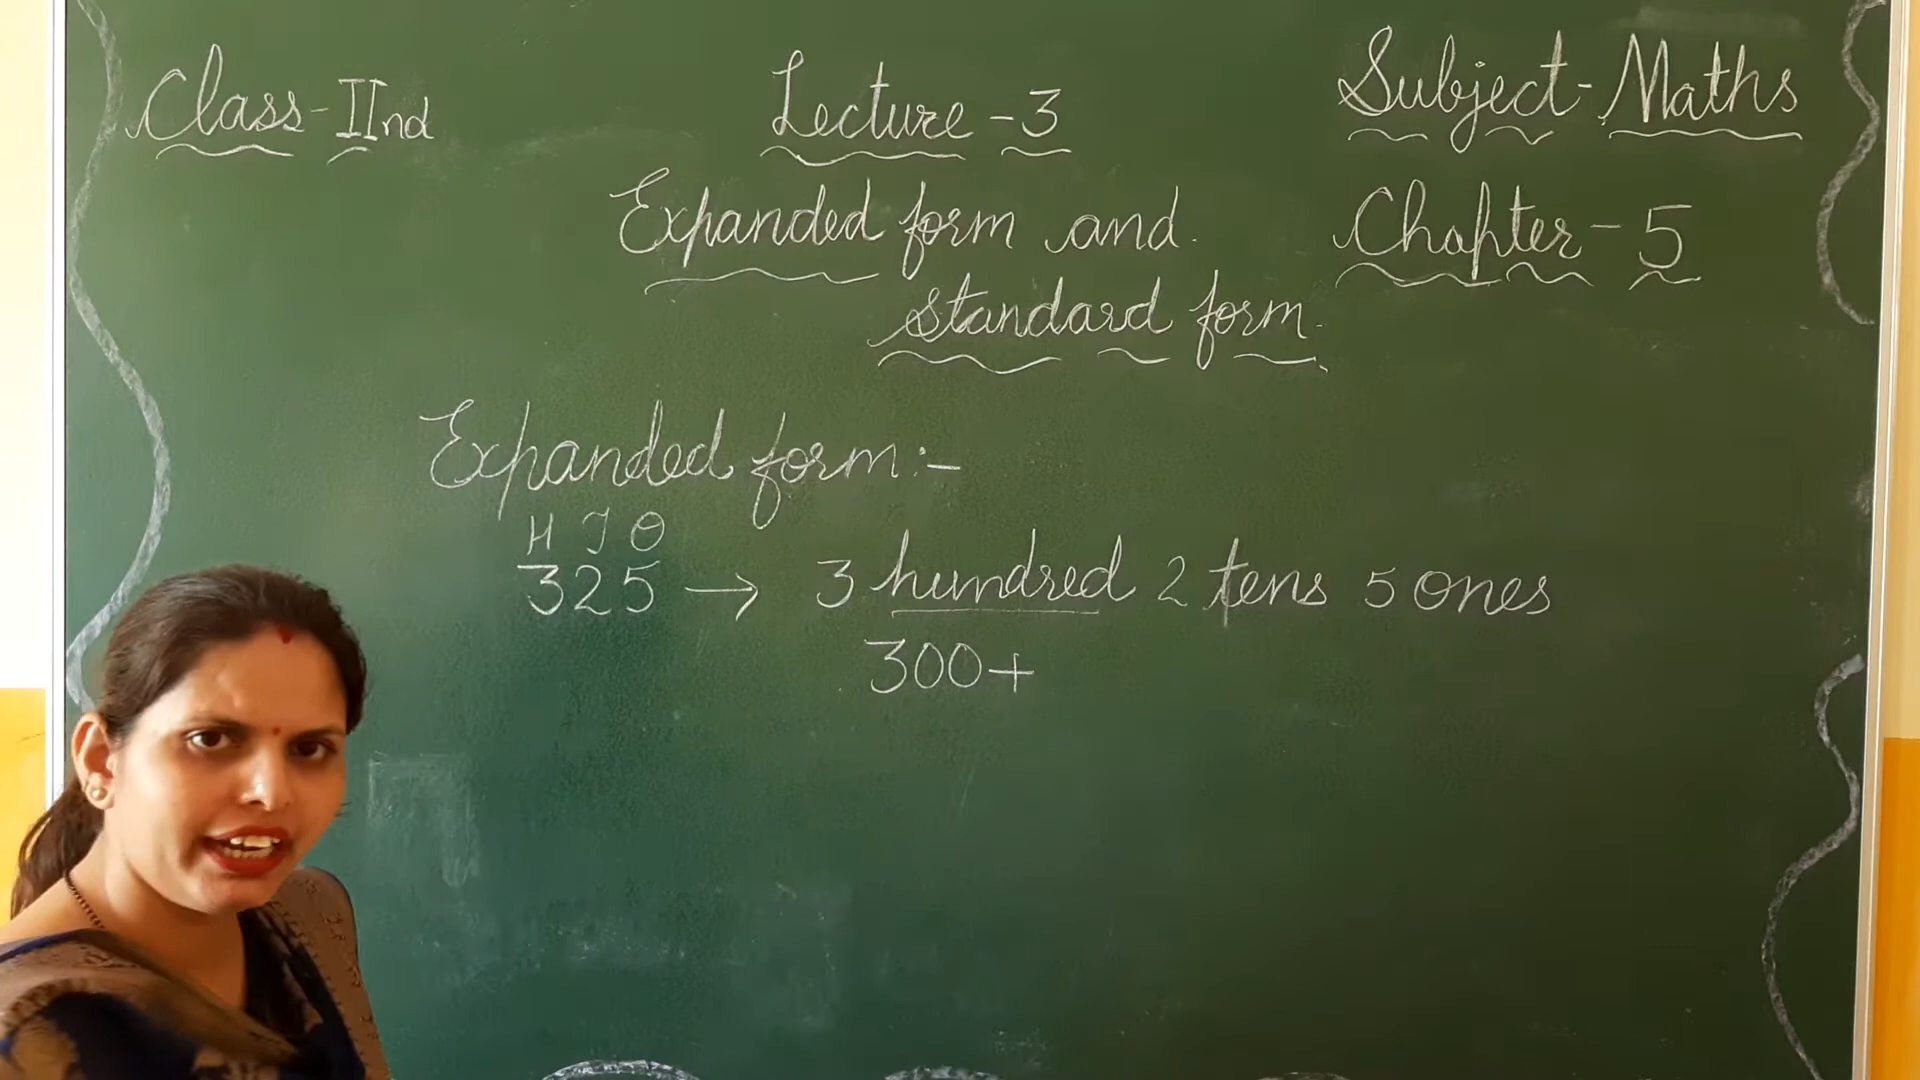 Class-IInd
Lecture-3
Subject-Maths
Expanded form and
Chapter-5
standard form.
Expanded form:-
H T O
325 → 3 hundred 2 tens 5 ones
300+